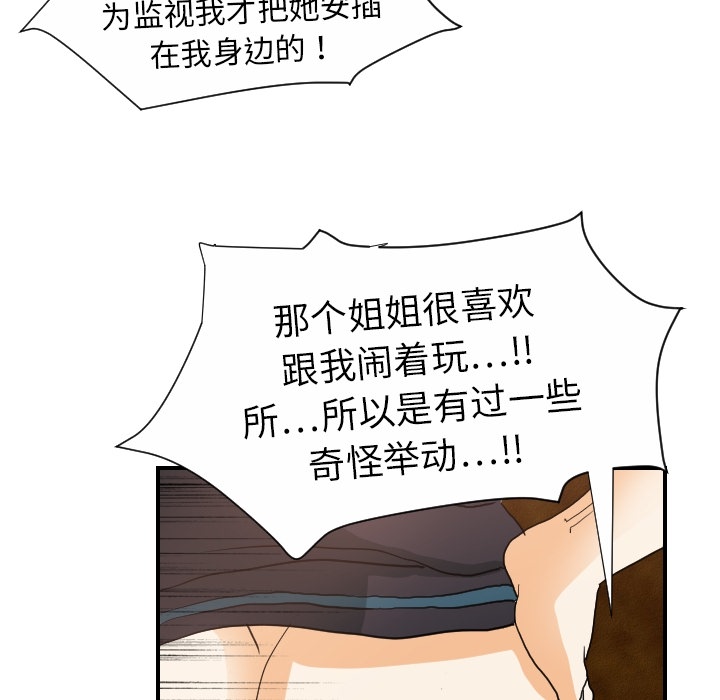 为监视我才把她安插
在我身边的！
那个姐姐很喜欢
跟我闹着玩...!!
所...所以是有过一些
奇怪举动...!!